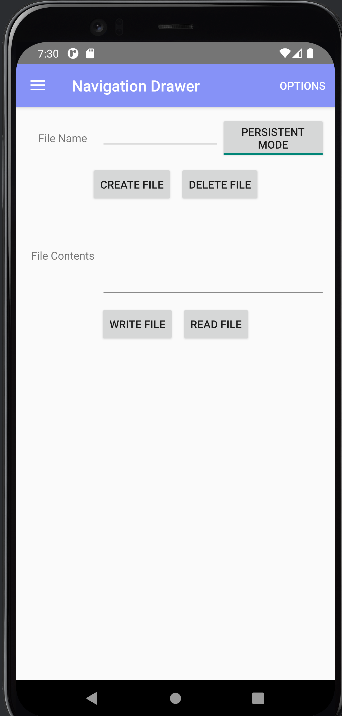 7:30
Navigation Drawer
OPTIONS
File Name
PERSISTENT
MODE
CREATE FILE
DELETE FILE
File Contents
WRITE FILE
READ FILE